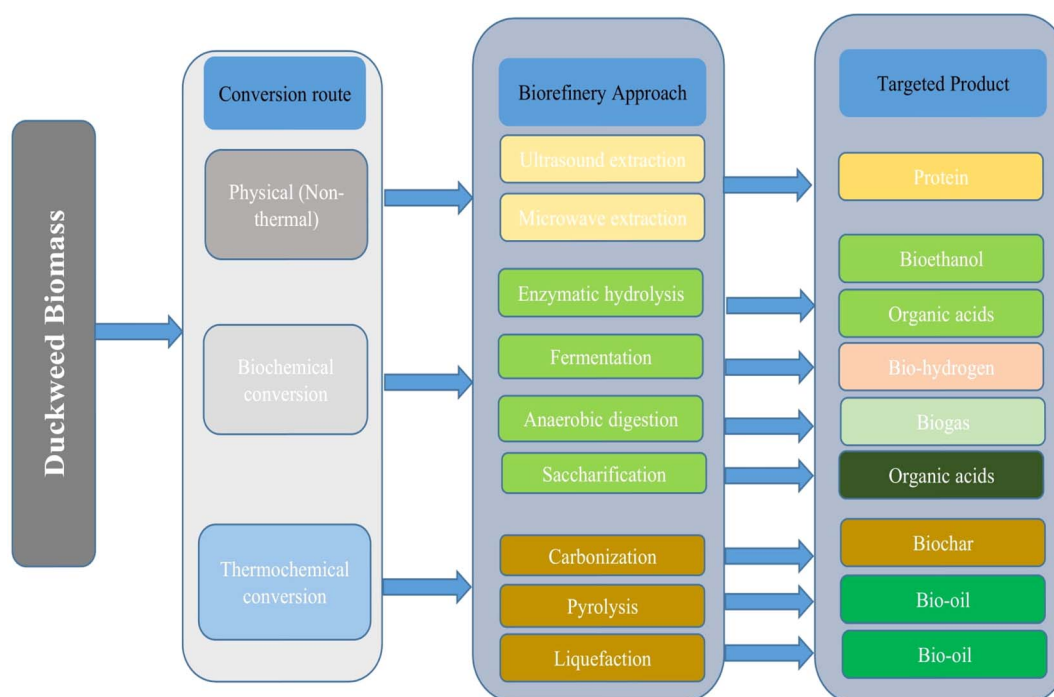 Duckweed Biomass
Conversion route
Physical (Non-
thermal)
Biochemical
conversion
Thermochemical
conversion
Biorefinery Approach
Ultrasound extraction
Microwave extraction
Enzymatic hydrolysis
Fermentation
Anaerobic digestion
Saccharification
Carbonization
Pyrolysis
Liquefaction
Targeted Product
Protein
Bioethanol
Organic acids
Bio-hydrogen
Biogas
Organic acids
Biochar
Bio-oil
Bio-oil